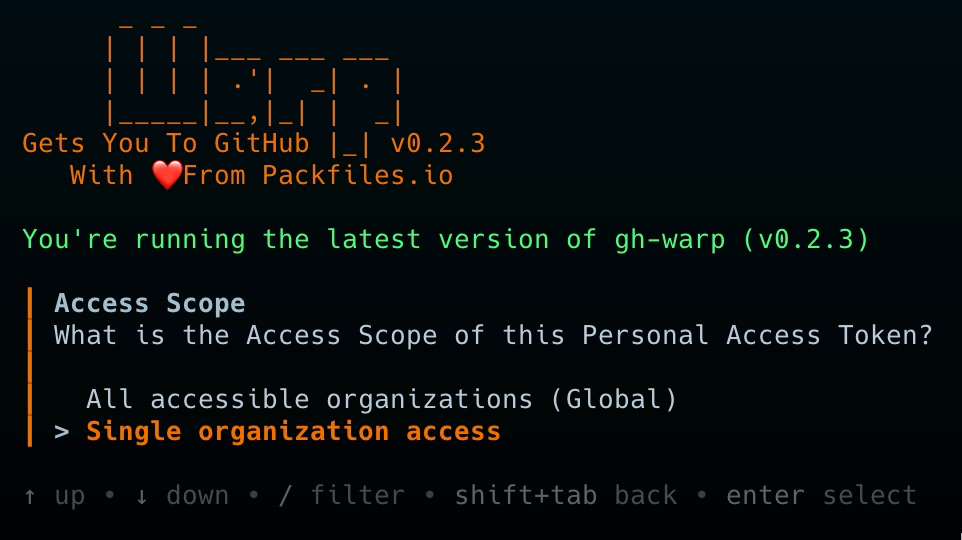 _ _ _
    | | | |___ ___ ___
    | | | | .'|  _| . |
    |_____|__,|_| |  _|
Gets You To GitHub |_| v0.2.3
With ❤️From Packfiles.io
You're running the latest version of gh-warp (v0.2.3)
Access Scope
What is the Access Scope of this Personal Access Token?
All accessible organizations (Global)
> Single organization access
↑ up • ↓ down • / filter • shift+tab back • enter select